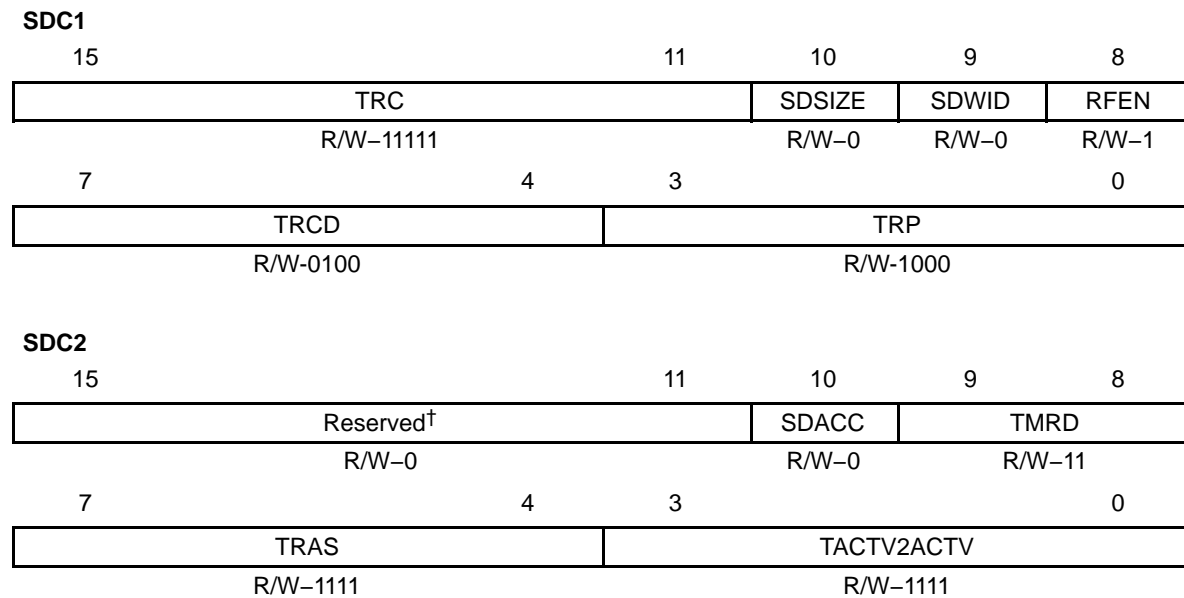 SDC1
15 11 10 9 8
TRC SDSIZE SDWID RFEN
R/W–11111 R/W–0 R/W–0 R/W–1
7 4 3 0
TRCD TRP
R/W-0100 R/W-1000
SDC2
15 11 10 9 8
Reserved† SDACC TMRD
R/W–0 R/W–0 R/W–11
7 4 3 0
TRAS TACTV2ACTV
R/W–1111 R/W–1111